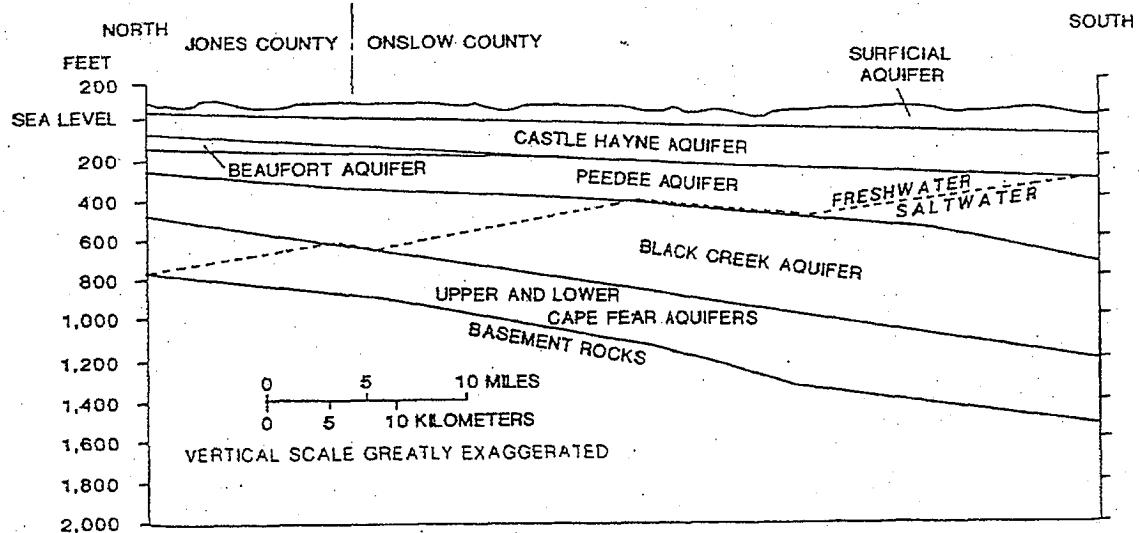 NORTH
SOUTH
JONES COUNTY
ONSLOW COUNTY
FEET
SURFICIAL
AQUIFER
200
SEA LEVEL
CASTLE HAYNE AQUIFER
200
BEAUFORT AQUIFER
PEEDEE AQUIFER
FRESHWATER
SALTWATER
400
BLACK CREEK AQUIFER
600
800
UPPER AND LOWER
CAPE FEAR AQUIFERS
1,000
BASEMENT ROCKS
1,200
0 5 10 MILES
1,400
0 5 10 KILOMETERS
VERTICAL SCALE GREATLY EXAGGERATED
1,600
1,800
2,000